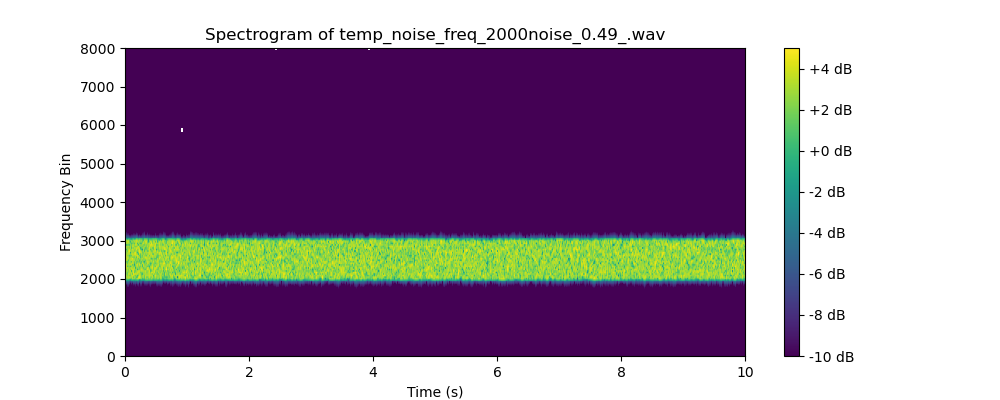 Spectrogram of temp_noise_freq_2000noise_0.49_.wav
8000
7000
6000
5000
4000
3000
2000
1000
0
Frequency Bin
0
2
4
6
8
10
Time (s)
+4 dB
+2 dB
+0 dB
-2 dB
-4 dB
-6 dB
-8 dB
-10 dB